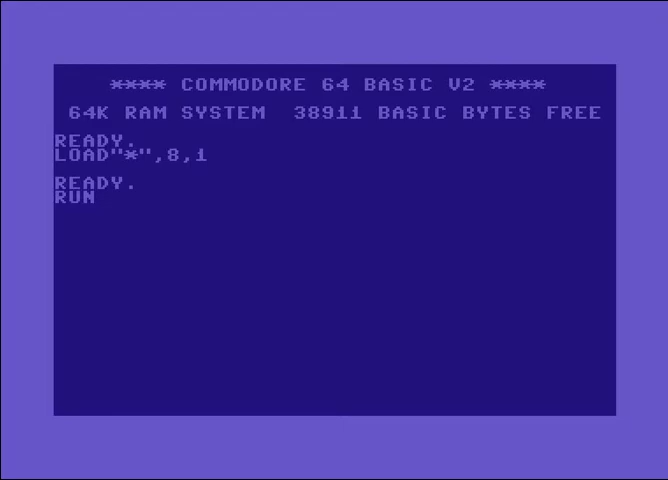 **** COMMODORE 64 BASIC V2 ****
64K RAM SYSTEM  38911 BASIC BYTES FREE
READY.
LOAD"*",8,1
READY.
RUN